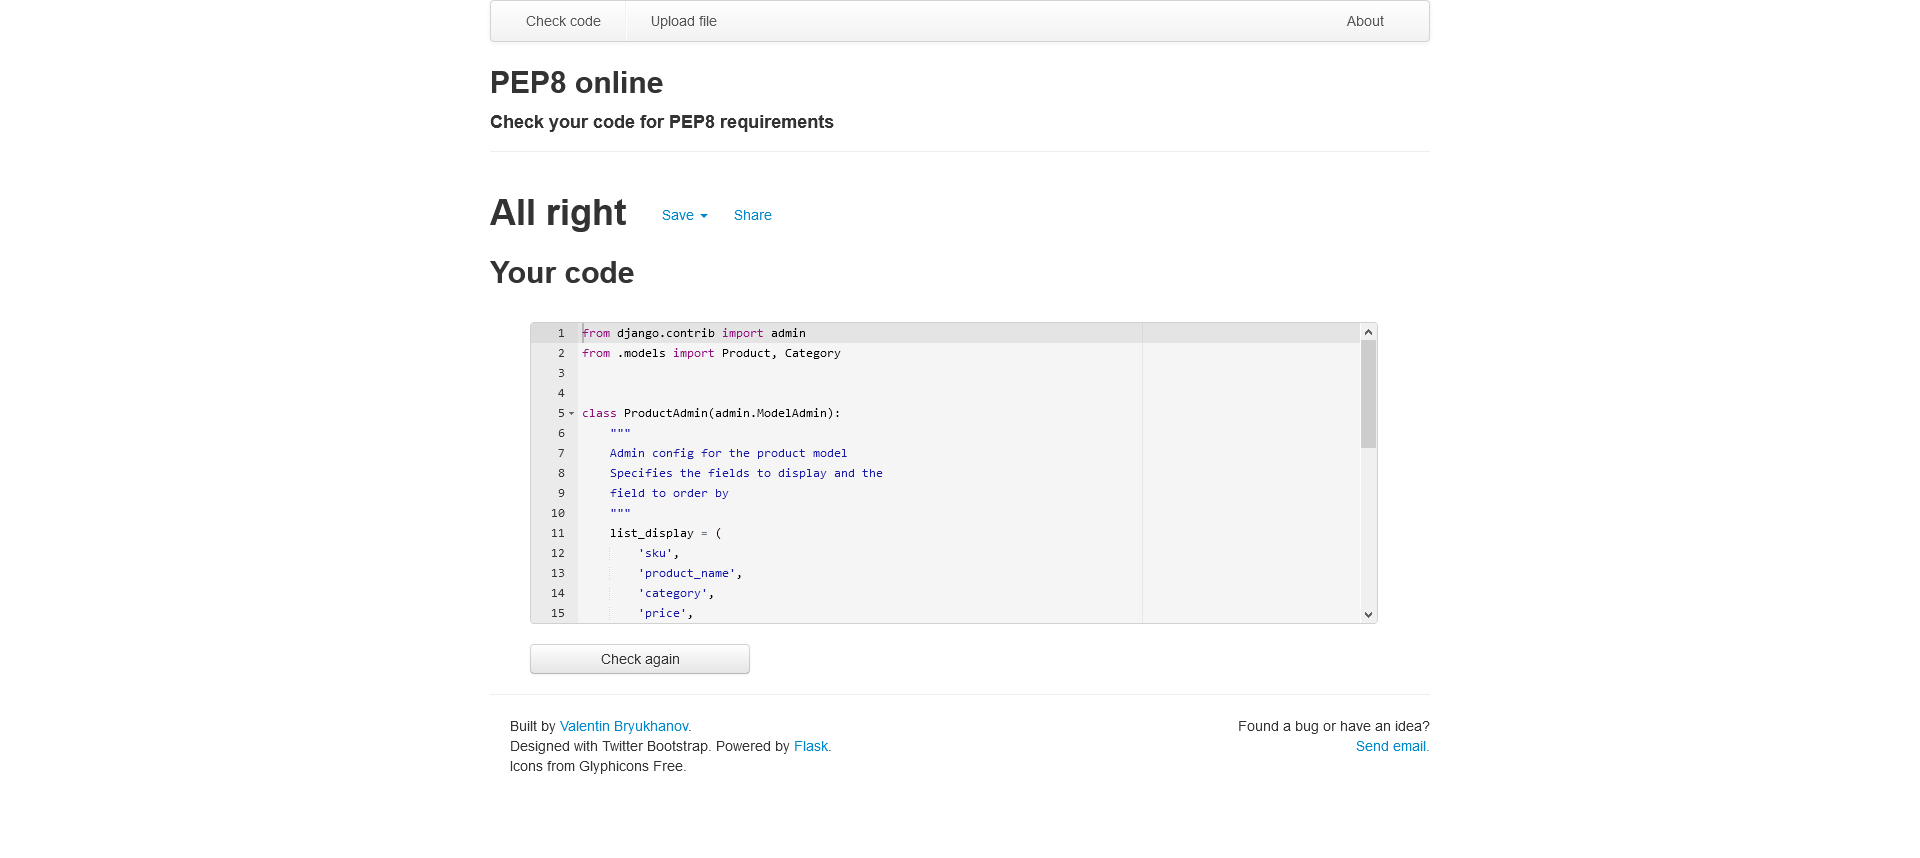 Check code Upload file About
PEP8 online
Check your code for PEP8 requirements
All right Save Share
Your code
1 from django.contrib import admin
2 from .models import Product, Category
3
4
5 class ProductAdmin(admin.ModelAdmin):
6 """
7 Admin config for the product model
8 Specifies the fields to display and the
9 field to order by
10 """
11 list_display = (
12 'sku',
13 'product_name',
14 'category',
15 'price',
Check again
Built by Valentin Bryukhanov. Found a bug or have an idea?
Designed with Twitter Bootstrap. Powered by Flask. Send email.
Icons from Glyphicons Free.